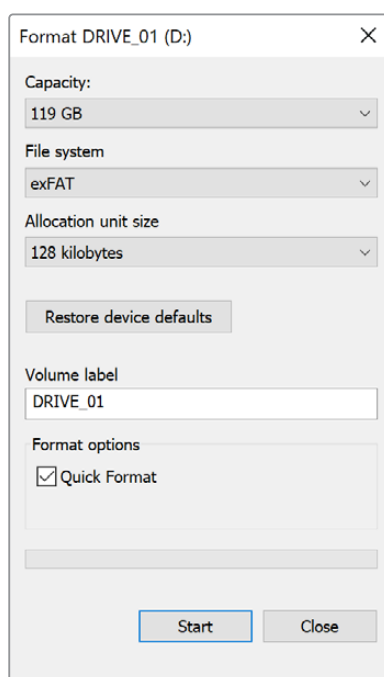 Format DRIVE_01 (D:)
Capacity:
119 GB
File system
exFAT
Allocation unit size
128 kilobytes
Restore device defaults
Volume label
DRIVE_01
Format options
Quick Format
Start Close